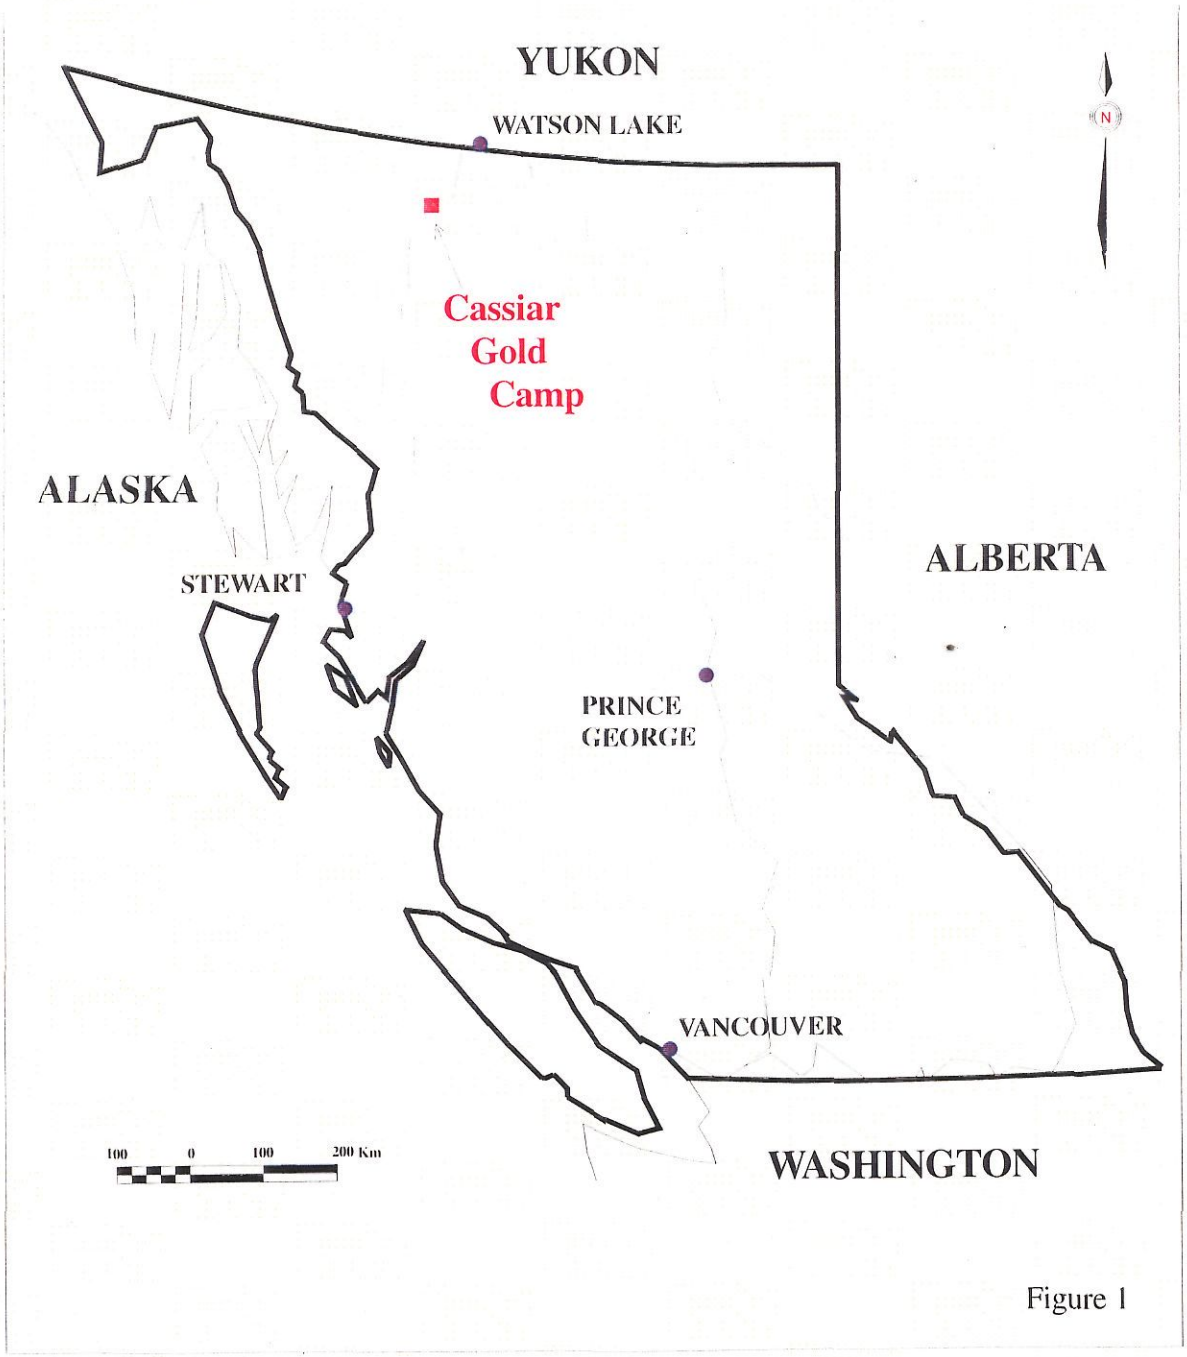 YUKON
WATSON LAKE
N
Cassiar
Gold
Camp
ALASKA
ALBERTA
STEWART
PRINCE
GEORGE
VANCOUVER
100 0 100 200 Km
WASHINGTON
Figure 1